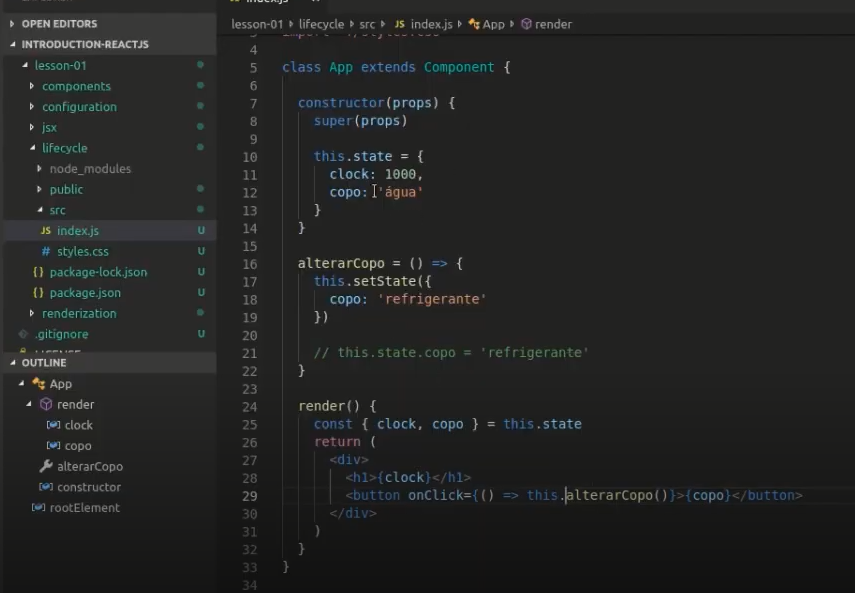 index.js
OPEN EDITORS
INTRODUCTION-REACTJS
lesson-01
components
configuration
jsx
lifecycle
node_modules
public
src
JS index.js U
# styles.css U
{} package-lock.json U
{} package.json U
renderization
.gitignore U
LICENSE
OUTLINE
App
render
clock
copo
alterarCopo
constructor
rootElement
lesson-01 lifecycle src JS index.js App render
4
5 class App extends Component {
6
7 constructor(props) {
8 super(props)
9
10 this.state = {
11 clock: 1000,
12 copo: 'água'
13 }
14 }
15
16 alterarCopo = () => {
17 this.setState({
18 copo: 'refrigerante'
19 })
20
21 // this.state.copo = 'refrigerante'
22 }
23
24 render() {
25 const { clock, copo } = this.state
26 return (
27 <div>
28 <h1>{clock}</h1>
29 <button onClick={() => this.alterarCopo()}>{copo}</button>
30 </div>
31 )
32 }
33 }
34